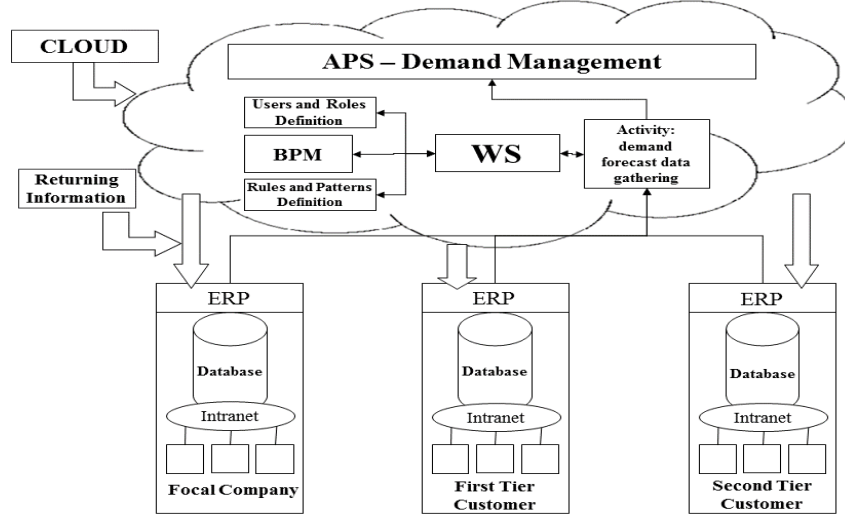 CLOUD
APS – Demand Management
Users and Roles
Definition
BPM
Rules and Patterns
Definition
WS
Activity:
demand
forecast data
gathering
Returning
Information
ERP
Database
Intranet
Focal Company
ERP
Database
Intranet
First Tier
Customer
ERP
Database
Intranet
Second Tier
Customer